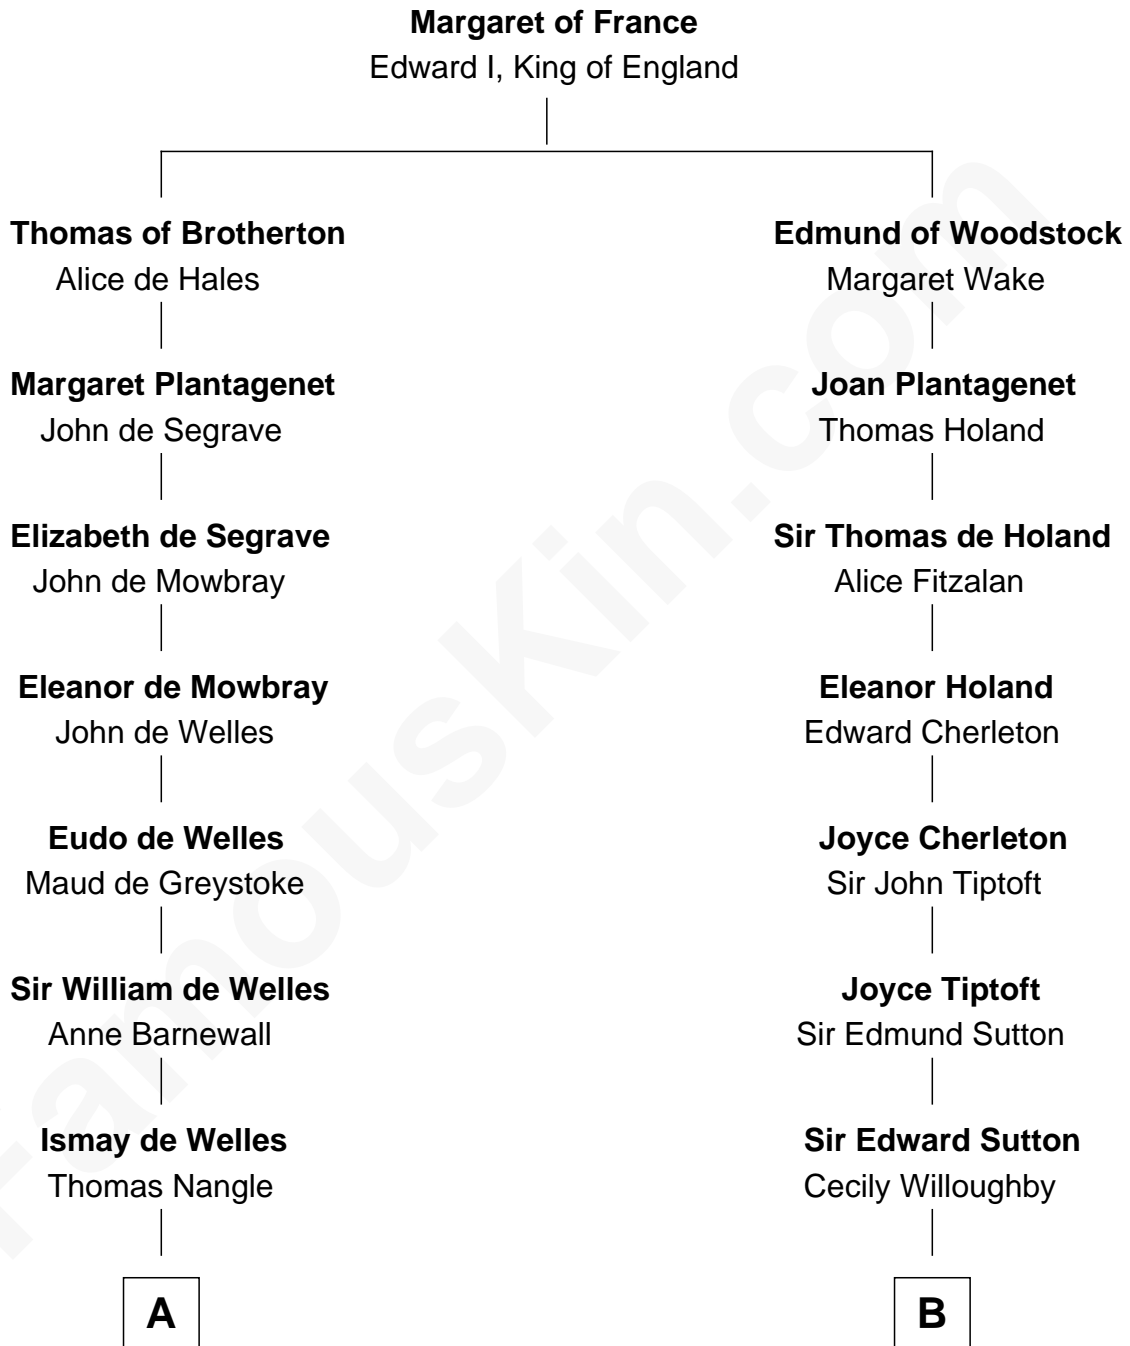 Margaret of France
Edward I, King of England
Thomas of Brotherton
Alice de Hales
Edmund of Woodstock
Margaret Wake
Margaret Plantagenet
John de Segrave
Joan Plantagenet
Thomas Holand
Elizabeth de Segrave
John de Mowbray
Sir Thomas de Holand
Alice Fitzalan
Eleanor de Mowbray
John de Welles
Eleanor Holand
Edward Cherleton
Eudo de Welles
Maud de Greystoke
Joyce Cherleton
Sir John Tiptoft
Sir William de Welles
Anne Barnewall
Joyce Tiptoft
Sir Edmund Sutton
Ismay de Welles
Thomas Nangle
Sir Edward Sutton
Cecily Willoughby
A
B
FamousKin.com